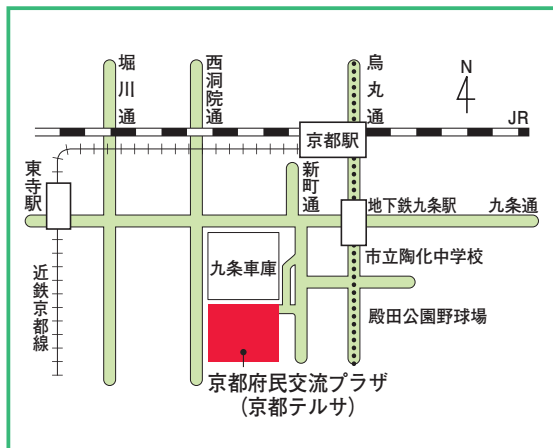 堀川通
西洞院通
烏丸通
N
JR
京都駅
東寺駅
新町通
地下鉄九条駅
九条通
九条車庫
市立陶化中学校
近鉄京都線
殿田公園野球場
京都府民交流プラザ
(京都テルサ)